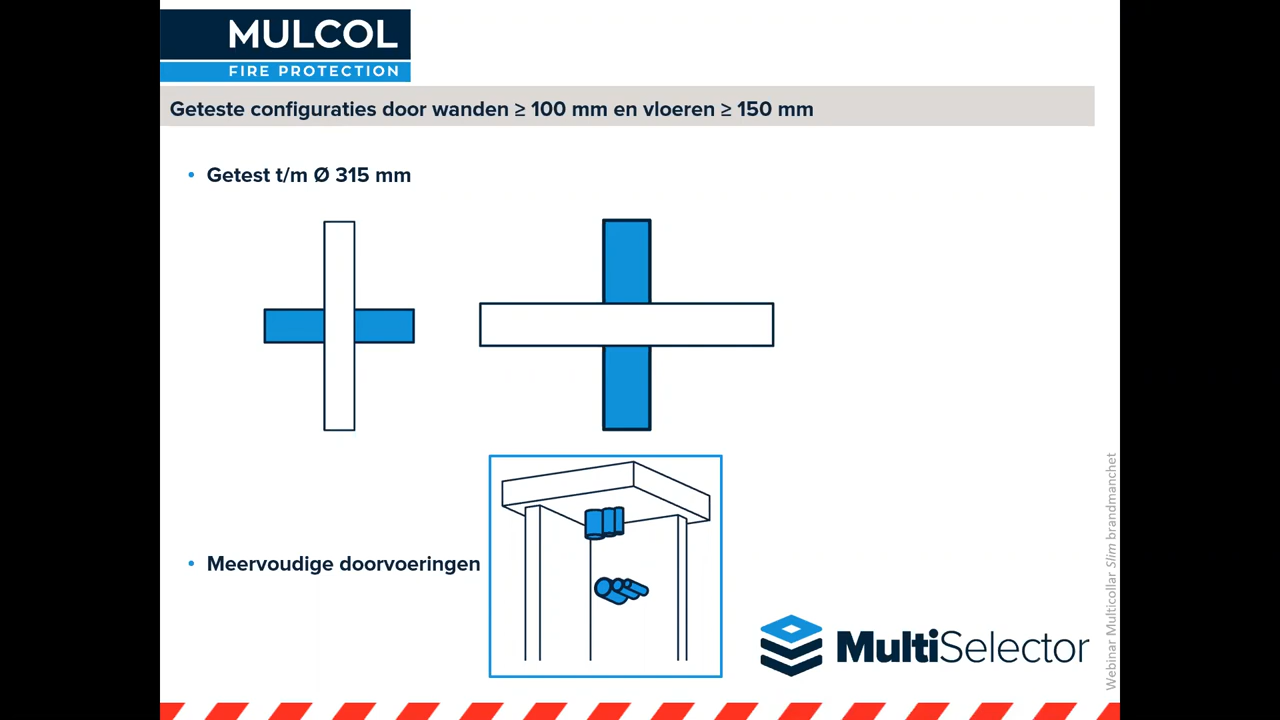 MULCOL
FIRE PROTECTION
Geteste configuraties door wanden ≥ 100 mm en vloeren ≥ 150 mm
• Getest t/m Ø 315 mm
• Meervoudige doorvoeringen
MultiSelector
Webinar Multicollar Slim brandmanchet